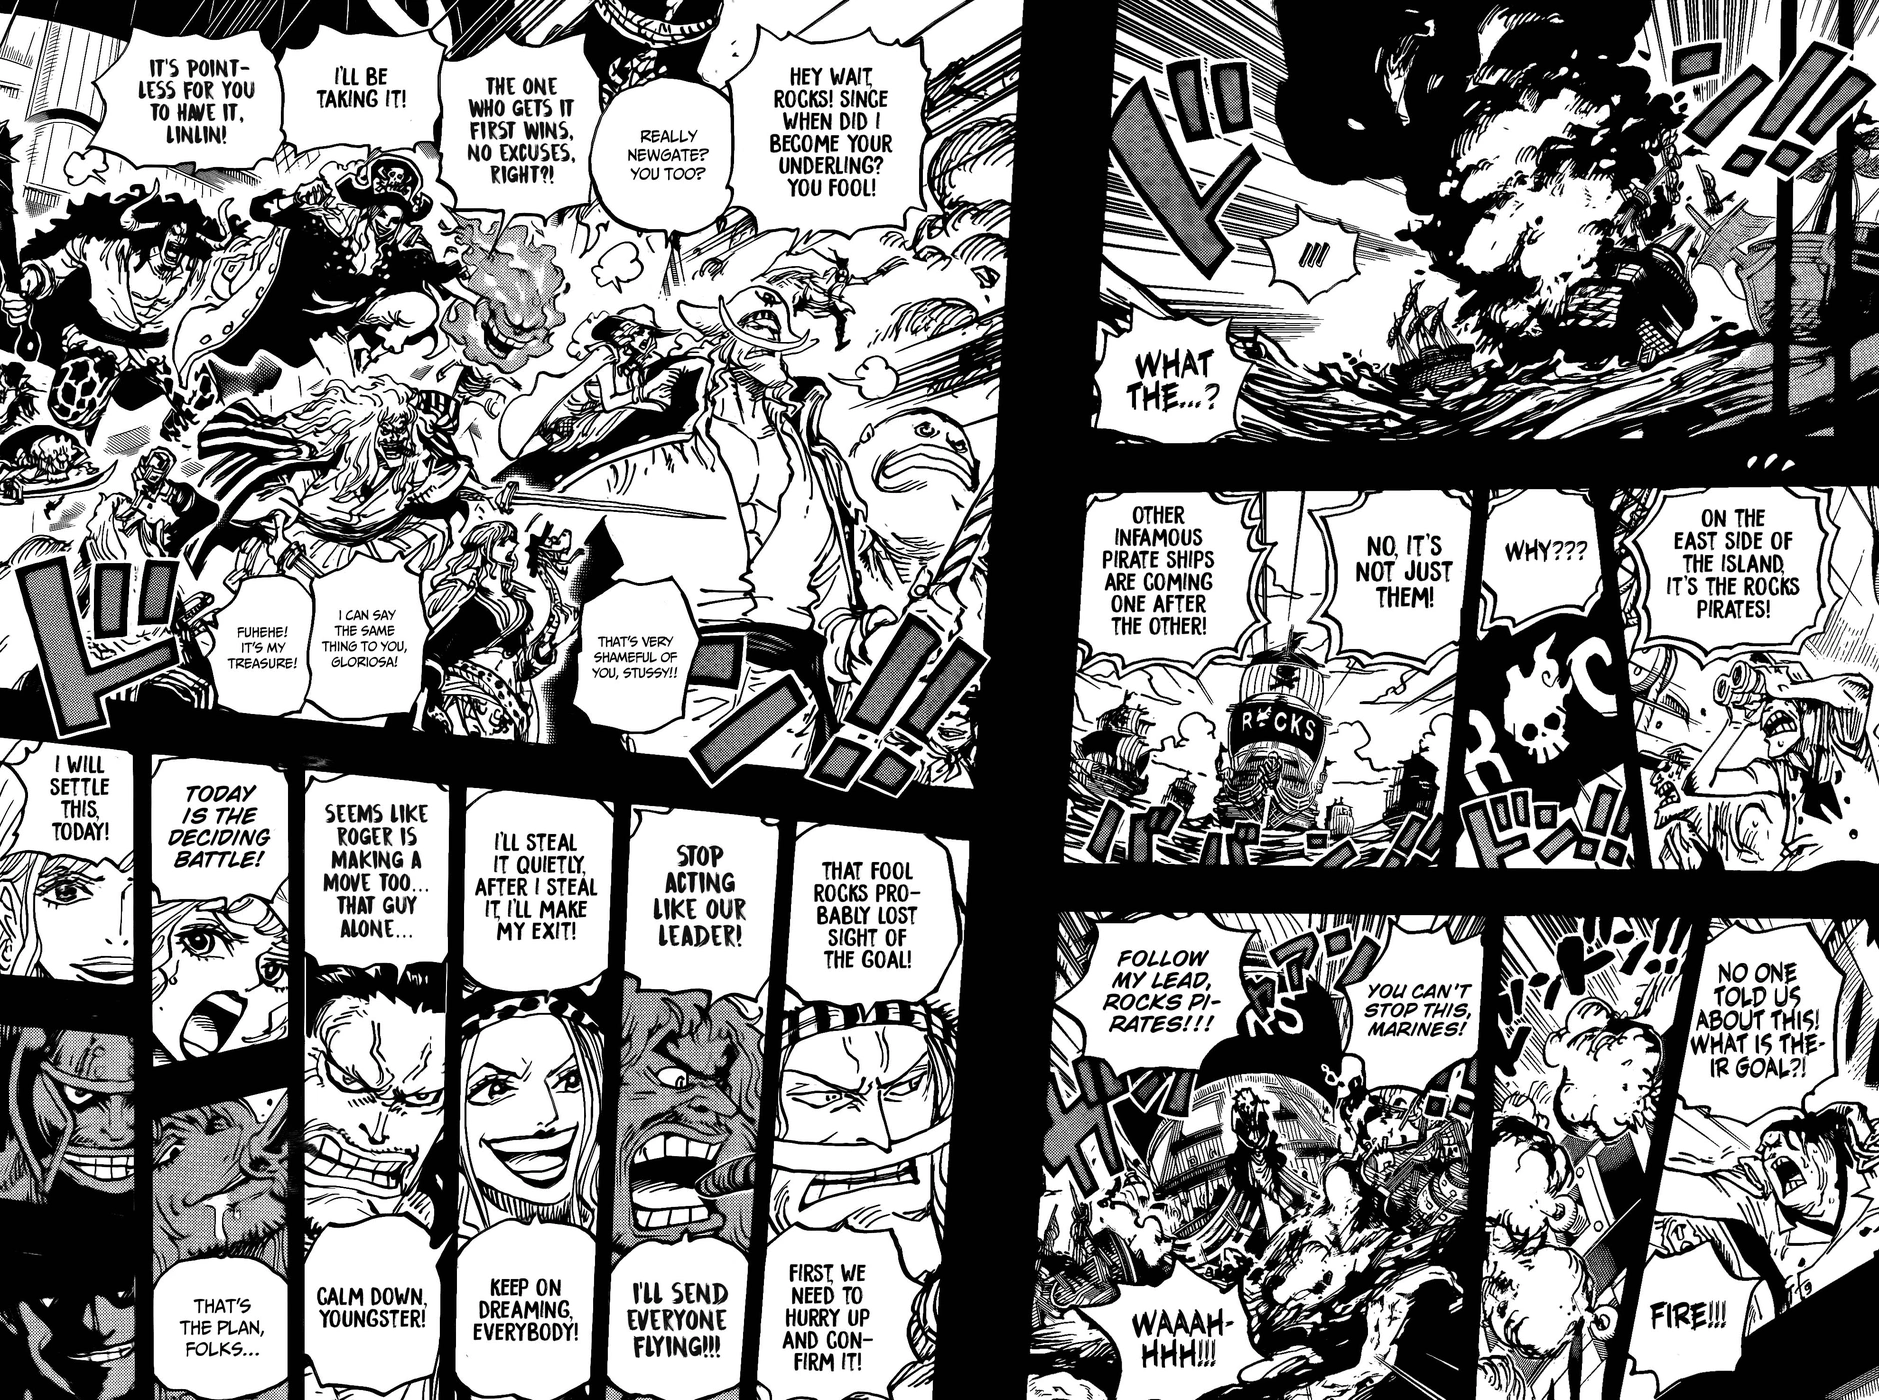 WHAT
THE...?
ON THE
EAST SIDE OF
THE ISLAND,
IT'S THE ROCKS
PIRATES!
WHY???
NO, IT'S
NOT JUST
THEM!
OTHER
INFAMOUS
PIRATE SHIPS
ARE COMING
ONE AFTER
THE OTHER!
ROCKS
NO ONE
TOLD US
ABOUT THIS!
WHAT IS THE-
IR GOAL?!
FIRE!!!
YOU CAN'T
STOP THIS,
MARINES!
FOLLOW
MY LEAD,
ROCKS PI-
RATES!!!
WAAAH-
HHH!!!
HEY WAIT,
ROCKS! SINCE
WHEN DID I
BECOME YOUR
UNDERLING?
YOU FOOL!
REALLY
NEWGATE?
YOU TOO?
THE ONE
WHO GETS IT
FIRST WINS,
NO EXCUSES,
RIGHT?!
I'LL BE
TAKING IT!
IT'S POINT-
LESS FOR YOU
TO HAVE IT,
LINLIN!
THAT'S VERY
SHAMEFUL OF
YOU, STUSSY!!
I CAN SAY
THE SAME
THING TO YOU,
GLORIOSA!
FUHEHE!
IT'S MY
TREASURE!
ド
ン!!
THAT FOOL
ROCKS PRO-
BABLY LOST
SIGHT OF
THE GOAL!
FIRST, WE
NEED TO
HURRY UP
AND CON-
FIRM IT!
STOP
ACTING
LIKE OUR
LEADER!
I'LL SEND
EVERYONE
FLYING!!!
I'LL STEAL
IT QUIETLY,
AFTER I STEAL
IT, I'LL MAKE
MY EXIT!
KEEP ON
DREAMING,
EVERYBODY!
SEEMS LIKE
ROGER IS
MAKING A
MOVE TOO...
THAT GUY
ALONE...
CALM DOWN,
YOUNGSTER!
TODAY
IS THE
DECIDING
BATTLE!
THAT'S
THE PLAN,
FOLKS...
I WILL
SETTLE
THIS,
TODAY!